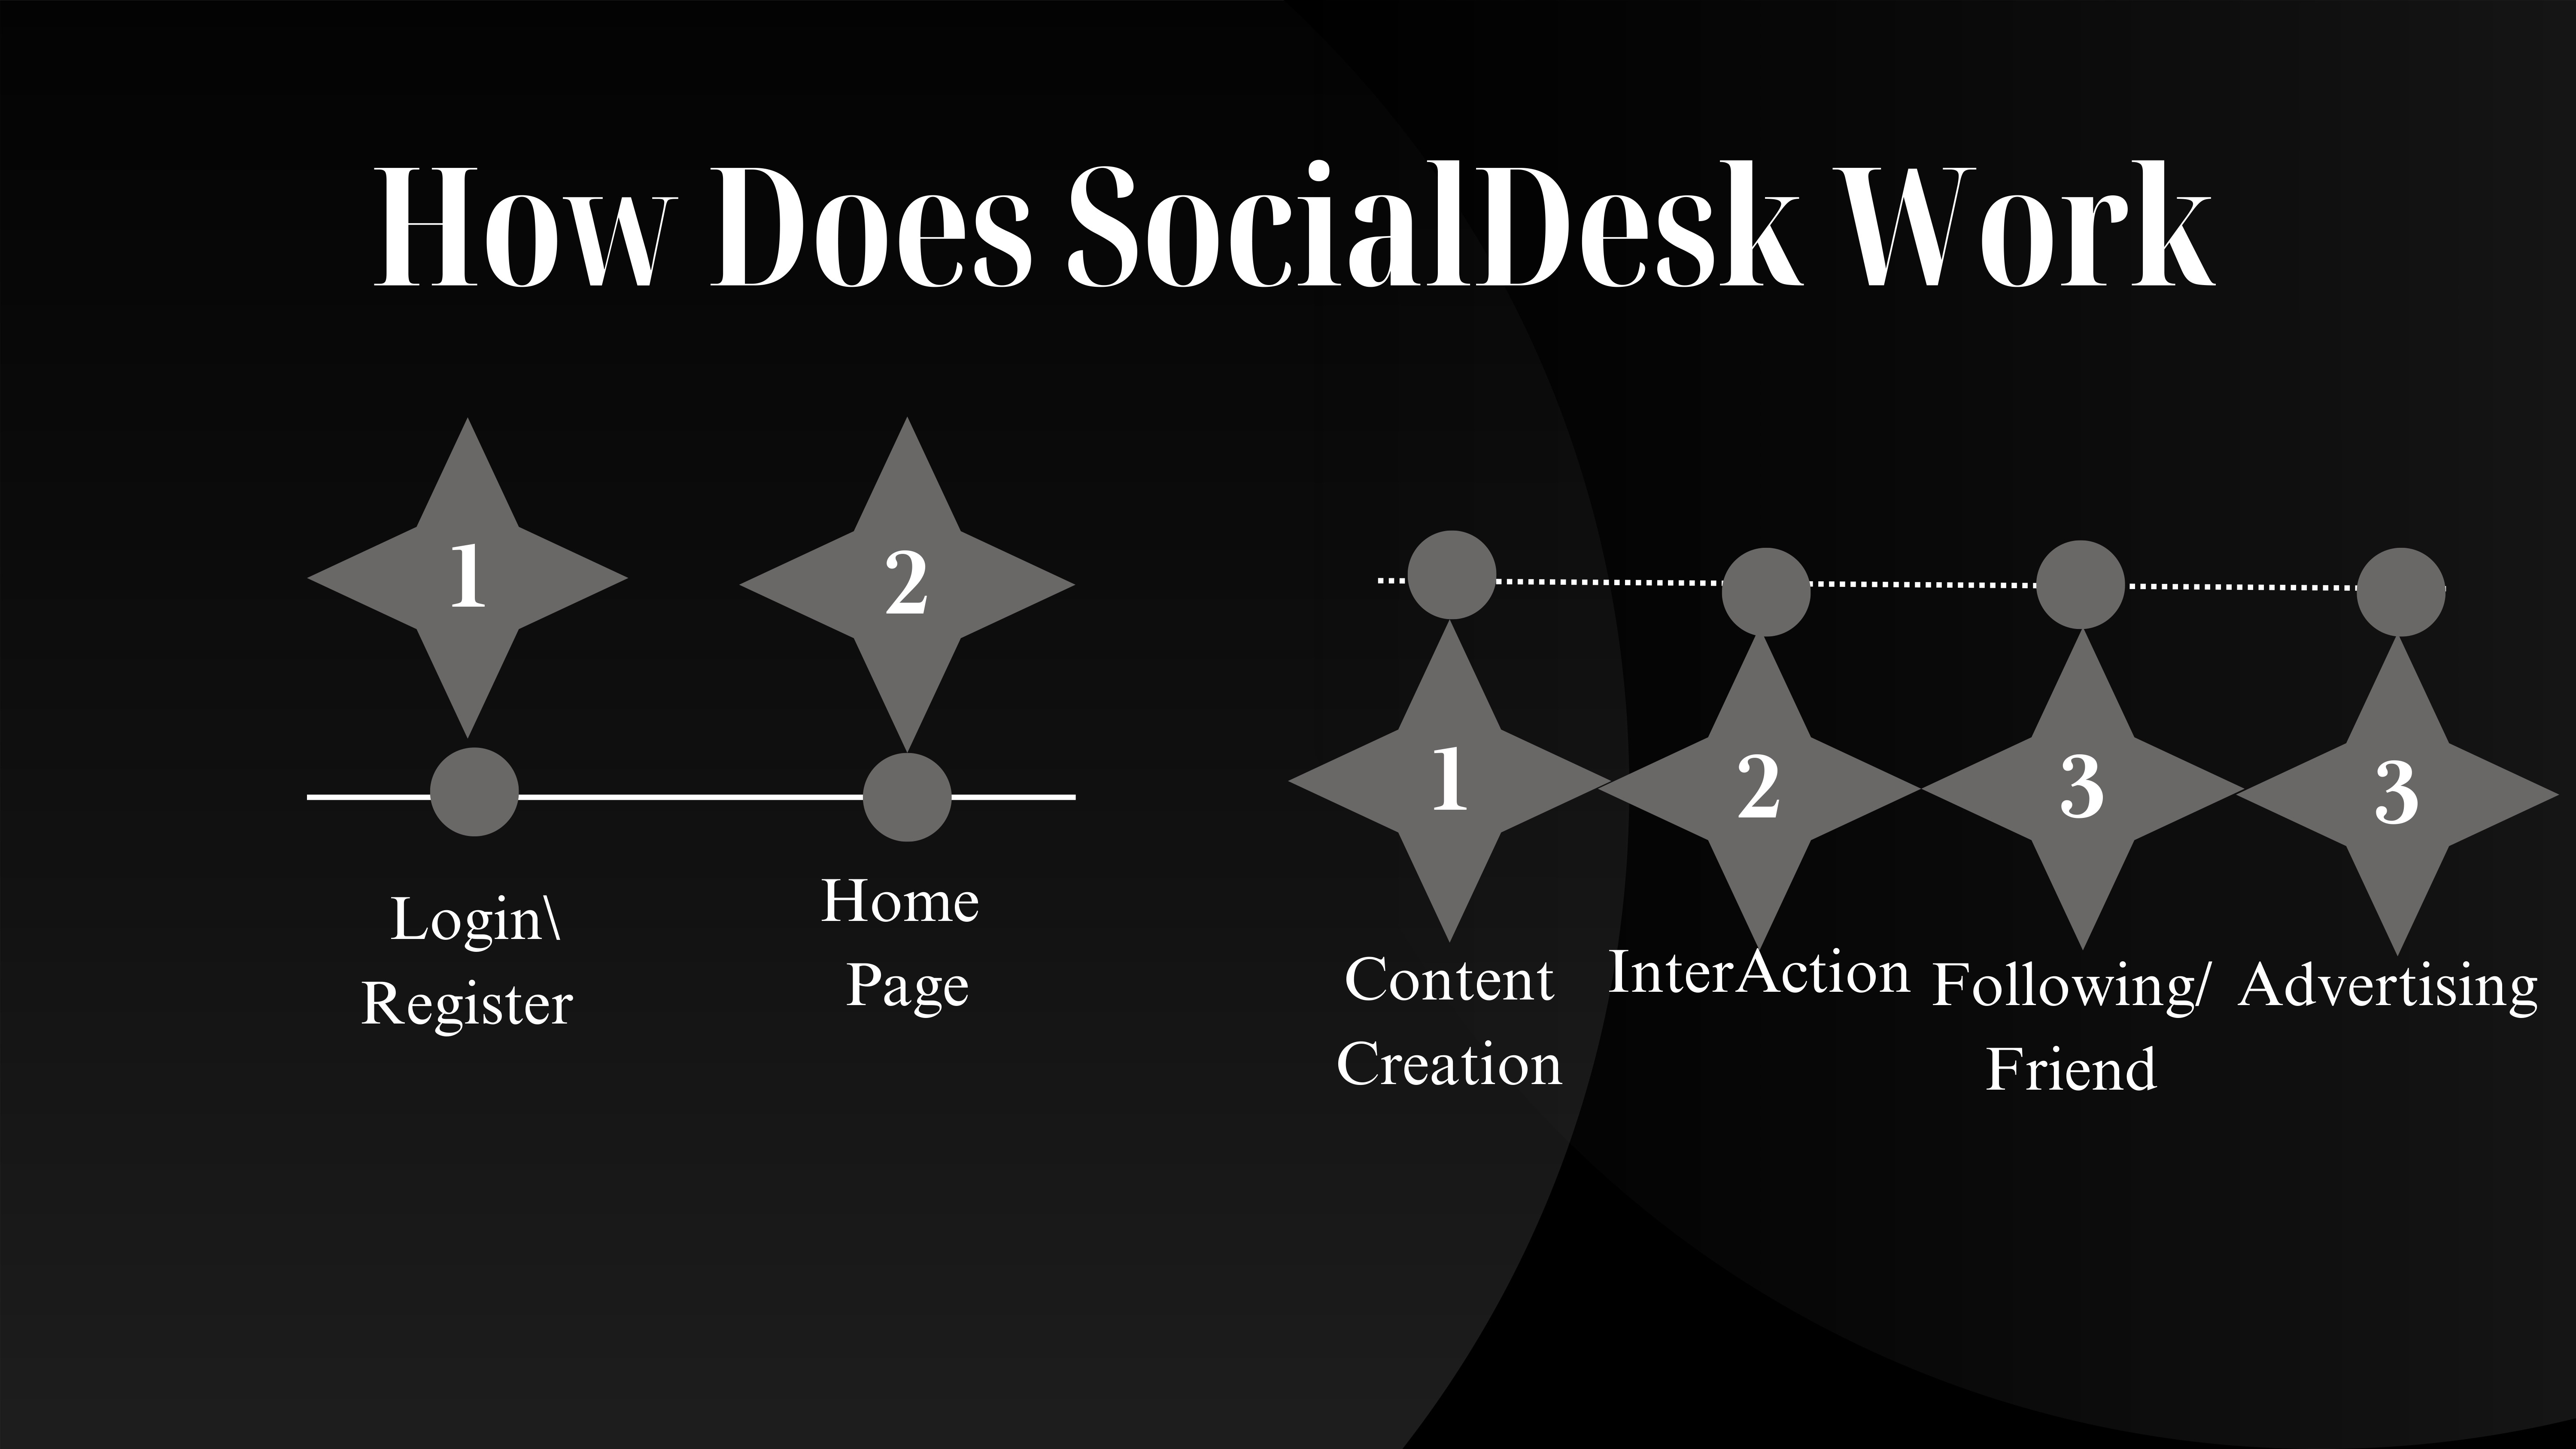 How Does SocialDesk Work
1
2
Login\
Register
Home
Page
1
2
3
3
Content
Creation
InterAction
Following/
Friend
Advertising